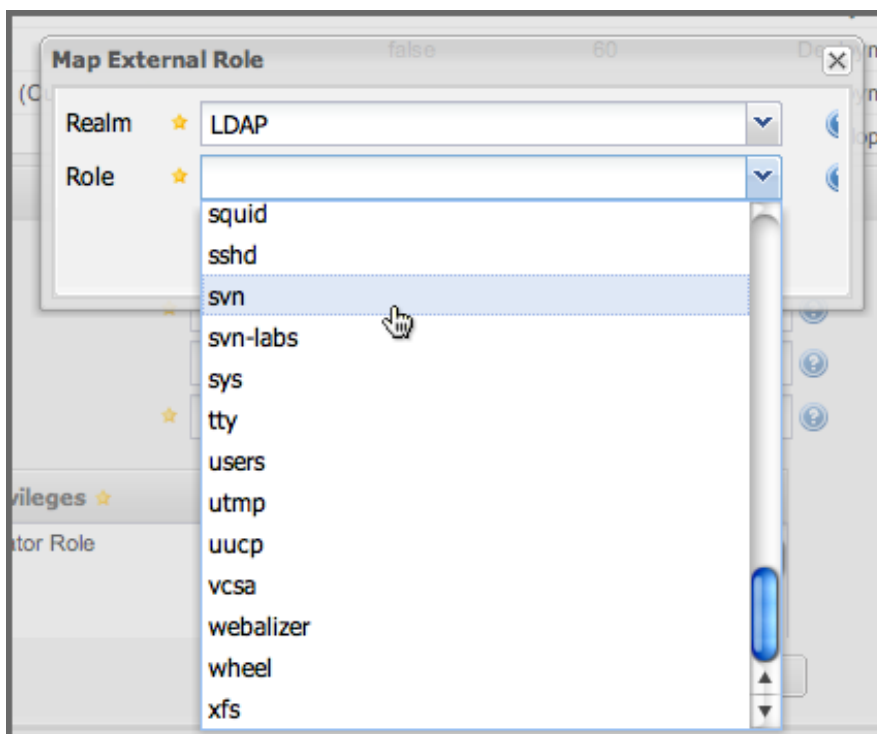 Map External Role
false 60
(C
Realm LDAP
Role
squid
sshd
svn
svn-labs
sys
tty
users
utmp
uucp
vcsa
webalizer
wheel
xfs
vileges
ator Role